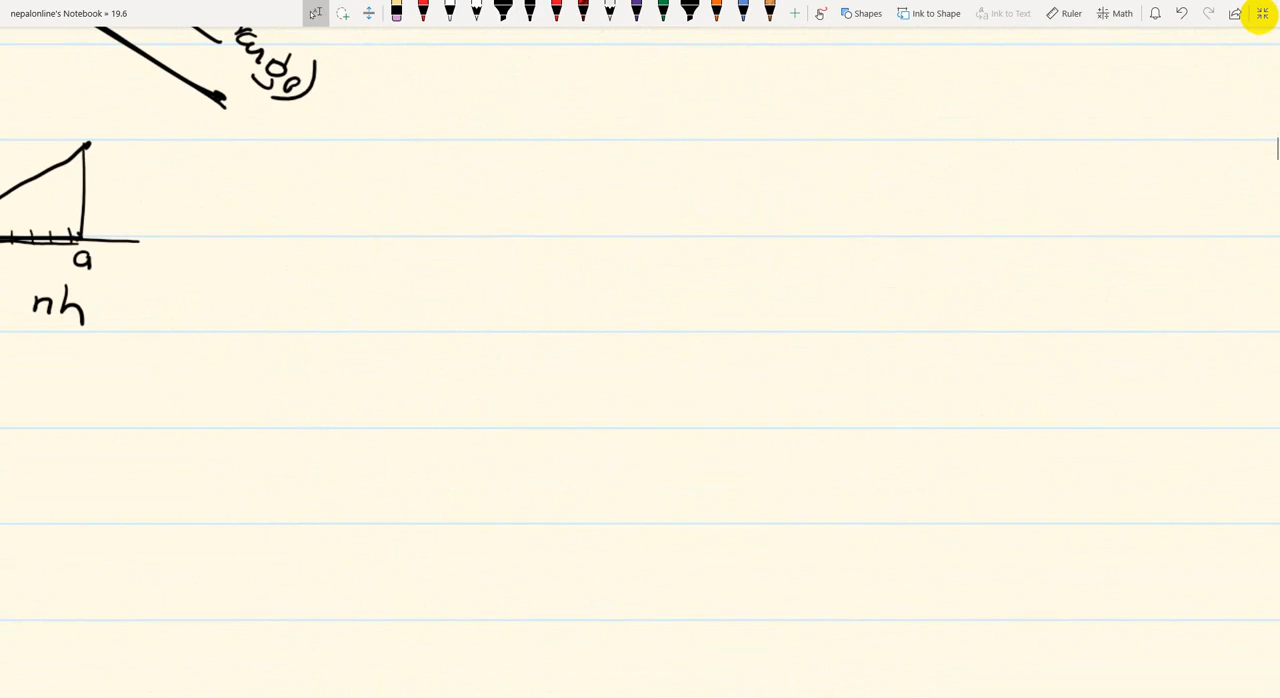 nepalonline's Notebook » 19.6
Shapes
Ink to Shape
Ink to Text
Ruler
Math
a
nh